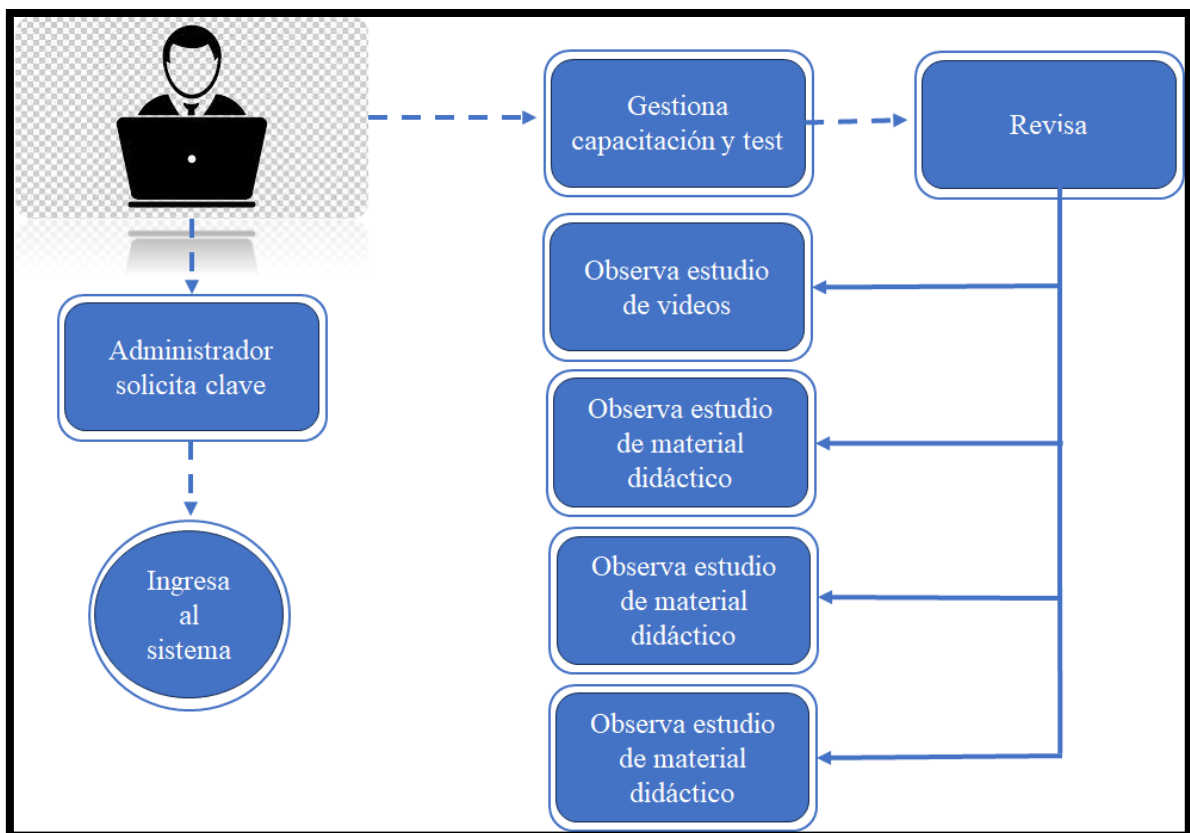 Gestiona
capacitación y test
Revisa
Observa estudio
de videos
Administrador
solicita clave
Observa estudio
de material
didáctico
Ingresa
al
sistema
Observa estudio
de material
didáctico
Observa estudio
de material
didáctico